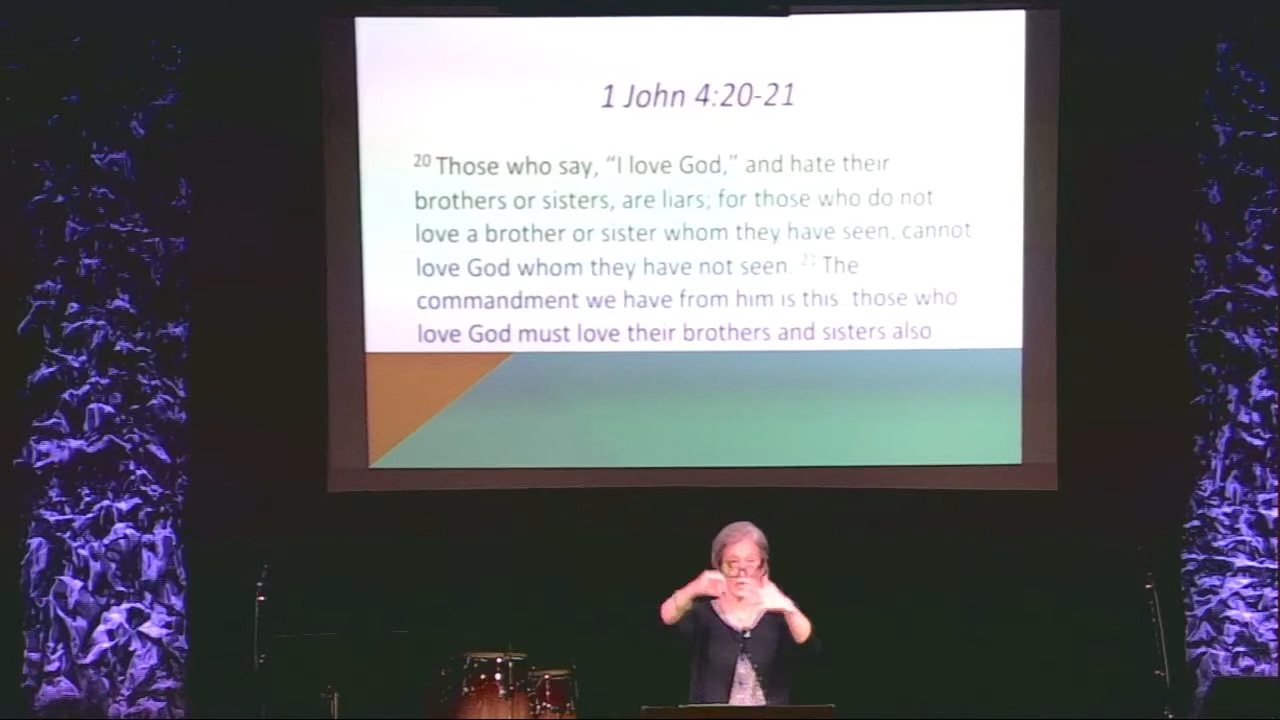 1 John 4:20-21
20 Those who say, “I love God,” and hate their
brothers or sisters, are liars; for those who do not
love a brother or sister whom they have seen, cannot
love God whom they have not seen. 21 The
commandment we have from him is this: those who
love God must love their brothers and sisters also